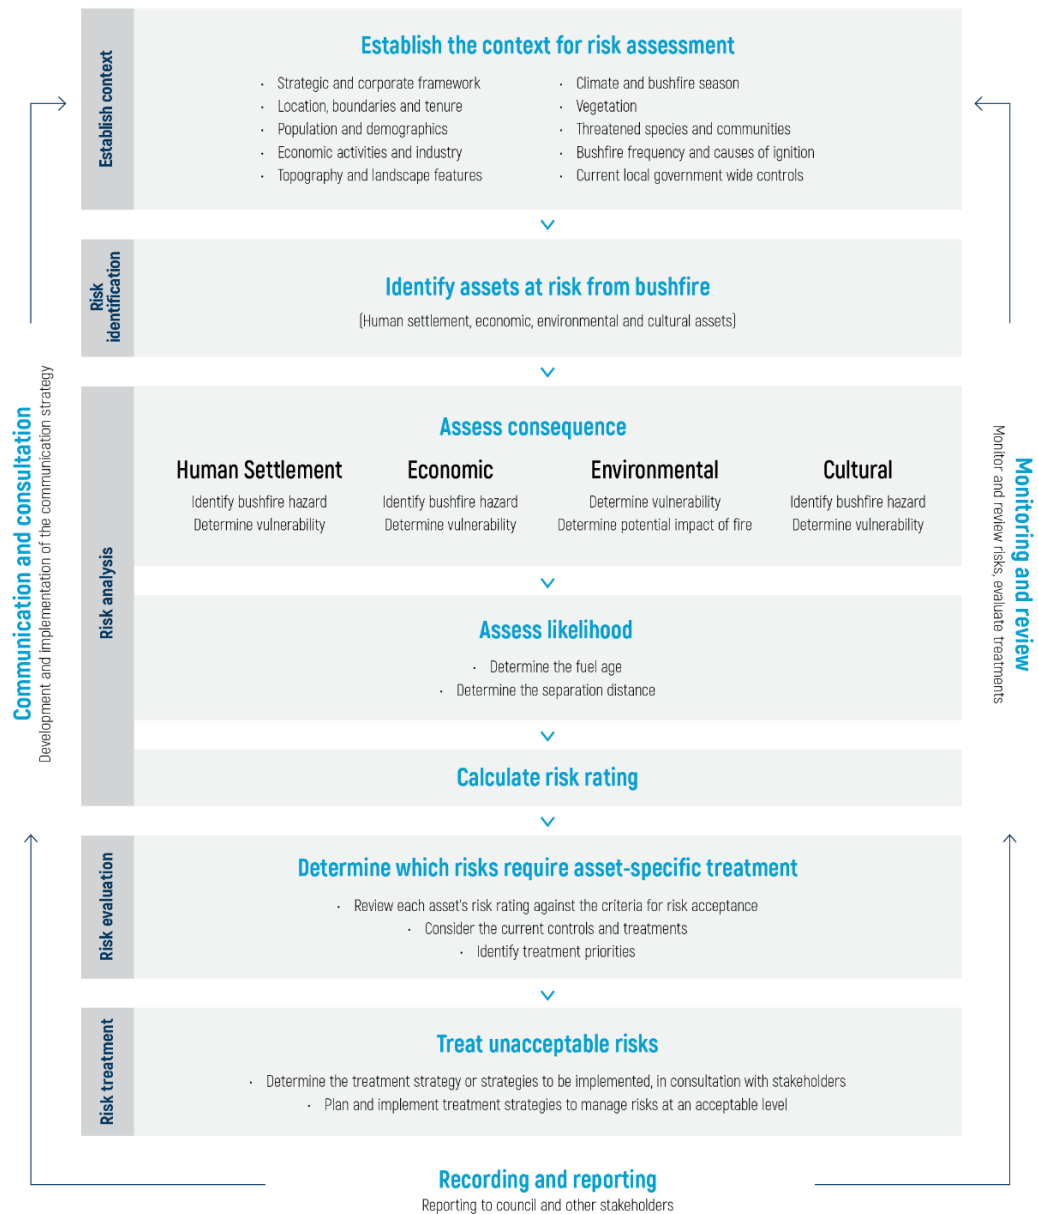 Establish context
Establish the context for risk assessment
· Strategic and corporate framework
· Location, boundaries and tenure
· Population and demographics
· Economic activities and industry
· Topography and landscape features
· Climate and bushfire season
· Vegetation
· Threatened species and communities
· Bushfire frequency and causes of ignition
· Current local government wide controls
Risk
identification
Identify assets at risk from bushfire
(Human settlement, economic, environmental and cultural assets)
Communication and consultation
Development and implementation of the communication strategy
Risk analysis
Assess consequence
Human Settlement
Identify bushfire hazard
Determine vulnerability
Economic
Identify bushfire hazard
Determine vulnerability
Environmental
Determine vulnerability
Determine potential impact of fire
Cultural
Identify bushfire hazard
Determine vulnerability
Assess likelihood
· Determine the fuel age
· Determine the separation distance
Calculate risk rating
Monitoring and review
Monitor and review risks, evaluate treatments
Risk evaluation
Determine which risks require asset-specific treatment
· Review each asset's risk rating against the criteria for risk acceptance
· Consider the current controls and treatments
· Identify treatment priorities
Risk treatment
Treat unacceptable risks
· Determine the treatment strategy or strategies to be implemented, in consultation with stakeholders
· Plan and implement treatment strategies to manage risks at an acceptable level
Recording and reporting
Reporting to council and other stakeholders